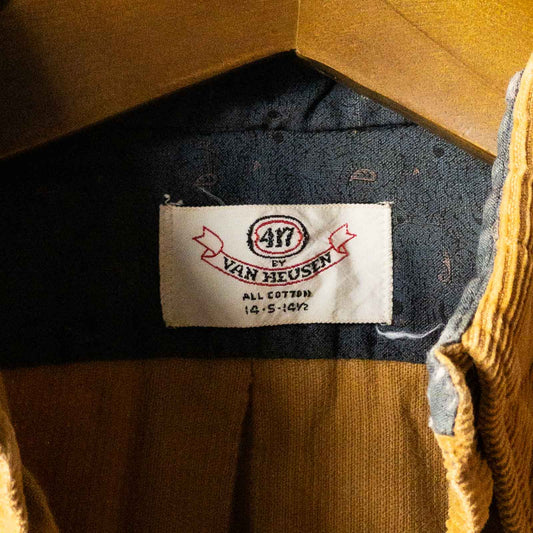 417
BY
VAN HEUSEN
ALL COTTON
14-S-14½